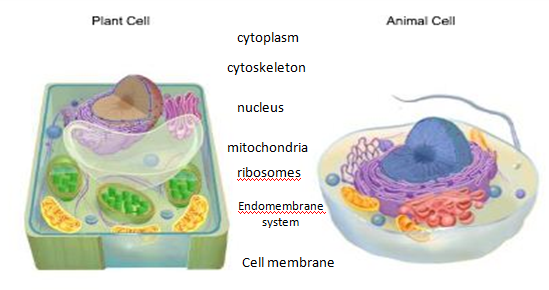 Plant Cell
Animal Cell
cytoplasm
cytoskeleton
nucleus
mitochondria
ribosomes
Endomembrane
system
Cell membrane